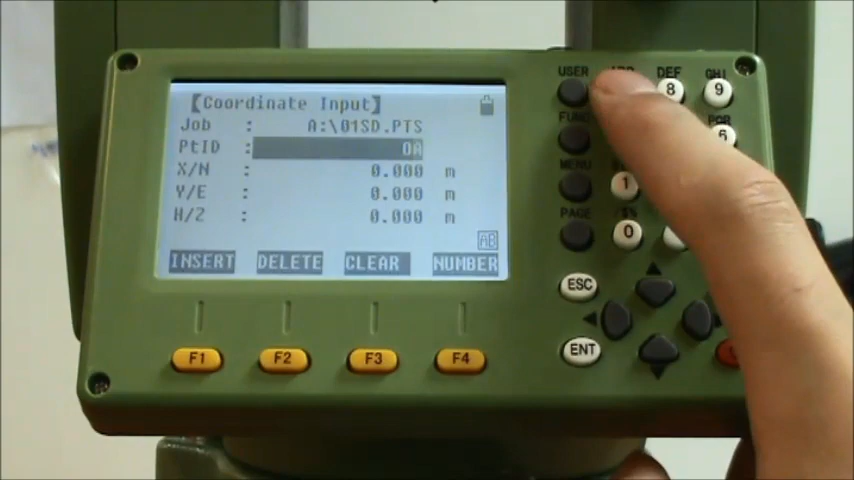 【Coordinate Input】
Job : A:\01SD.PTS
PtID : 0A
X/N : 0.000 m
Y/E : 0.000 m
H/Z : 0.000 m
AB
INSERT DELETE CLEAR NUMBER
F1 F2 F3 F4
USER DEF GHI
8 9
FUNC PQR
6
MENU
1
PAGE /$%
0
ESC
ENT